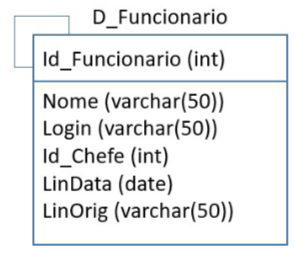 D_Funcionario
Id_Funcionario (int)
Nome (varchar(50))
Login (varchar(50))
Id_Chefe (int)
LinData (date)
LinOrig (varchar(50))